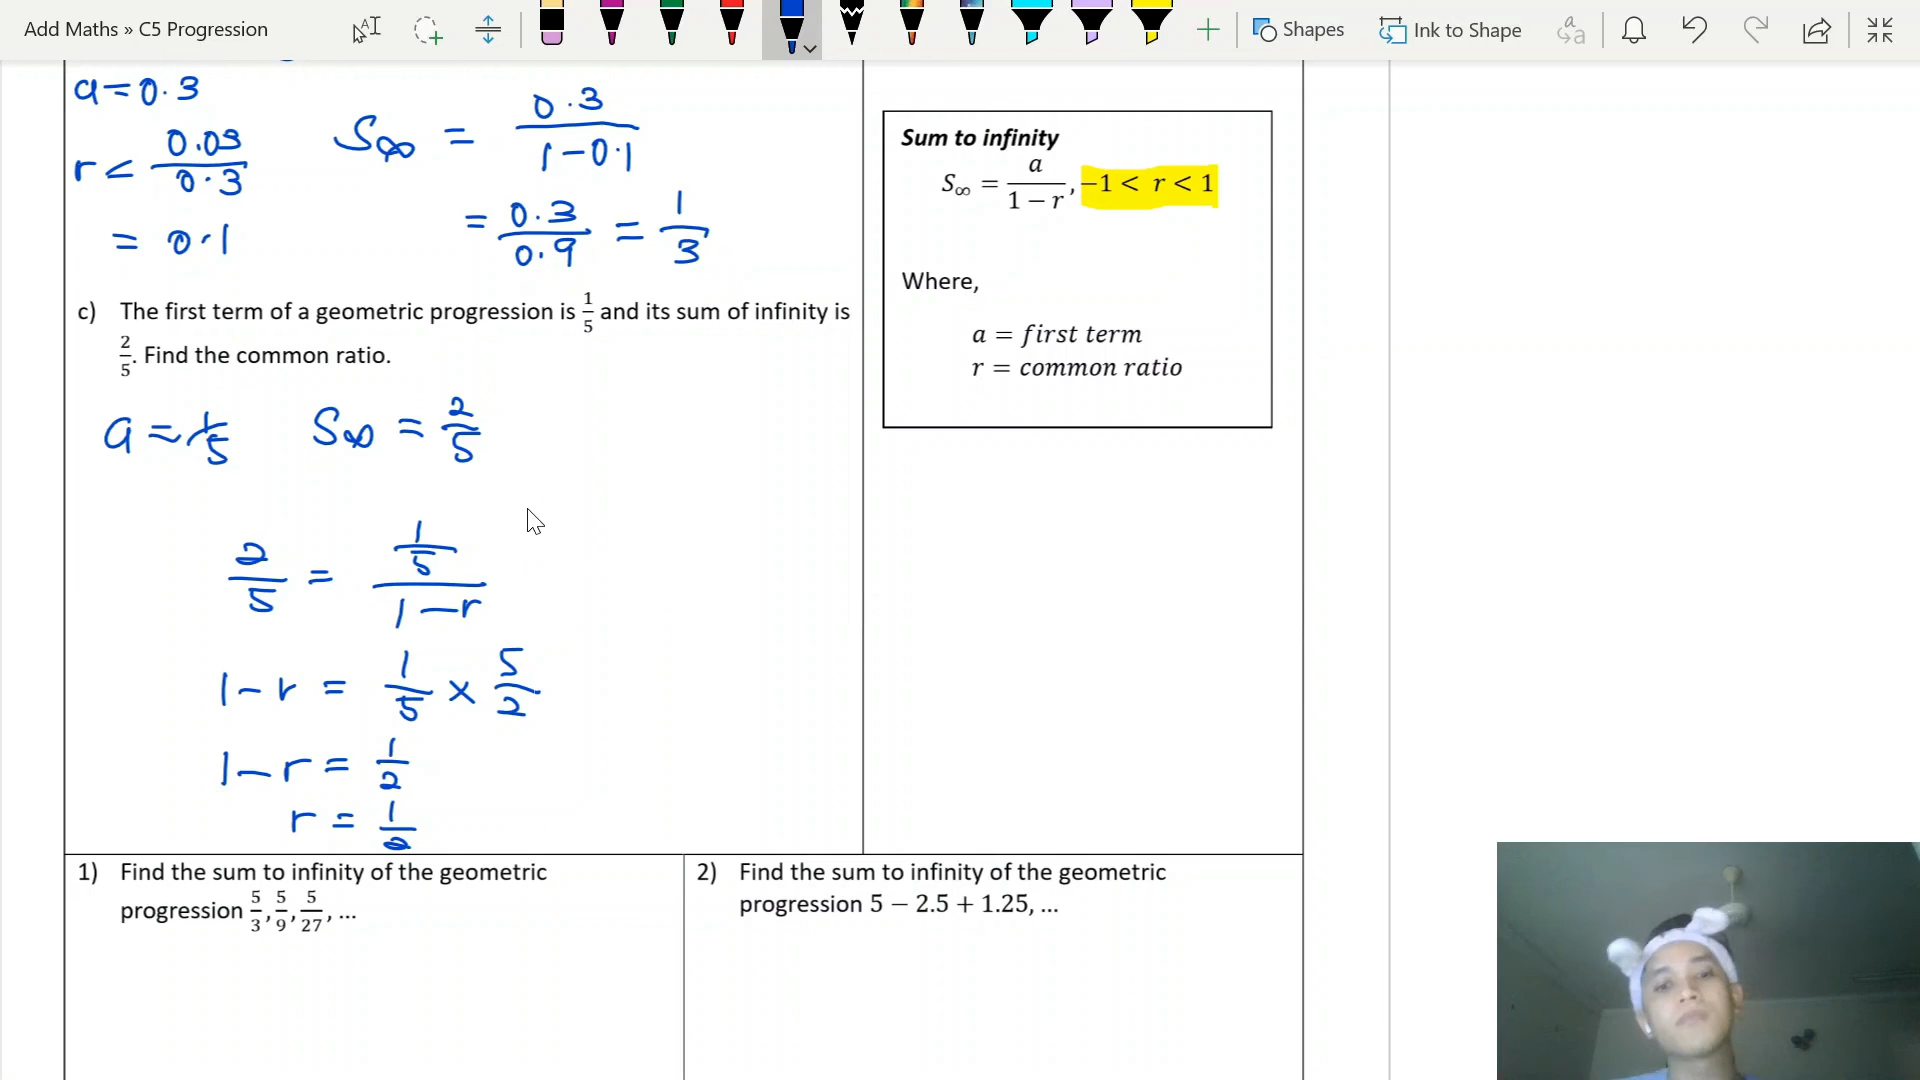 Add Maths » C5 Progression
Shapes
Ink to Shape
a = 0.3
r = 0.03/0.3
= 0.1
S∞ = 0.3/(1 − 0.1)
= 0.3/0.9 = 1/3
Sum to infinity
S∞ = a/(1 − r), −1 < r < 1
Where,
a = first term
r = common ratio
c) The first term of a geometric progression is 1/5 and its sum of infinity is
2/5. Find the common ratio.
a = 1/5 S∞ = 2/5
2/5 = (1/5)/(1 − r)
1 − r = 1/5 × 5/2
1 − r = 1/2
r = 1/2
1) Find the sum to infinity of the geometric
progression 5/3, 5/9, 5/27, ...
2) Find the sum to infinity of the geometric
progression 5 − 2.5 + 1.25, ...